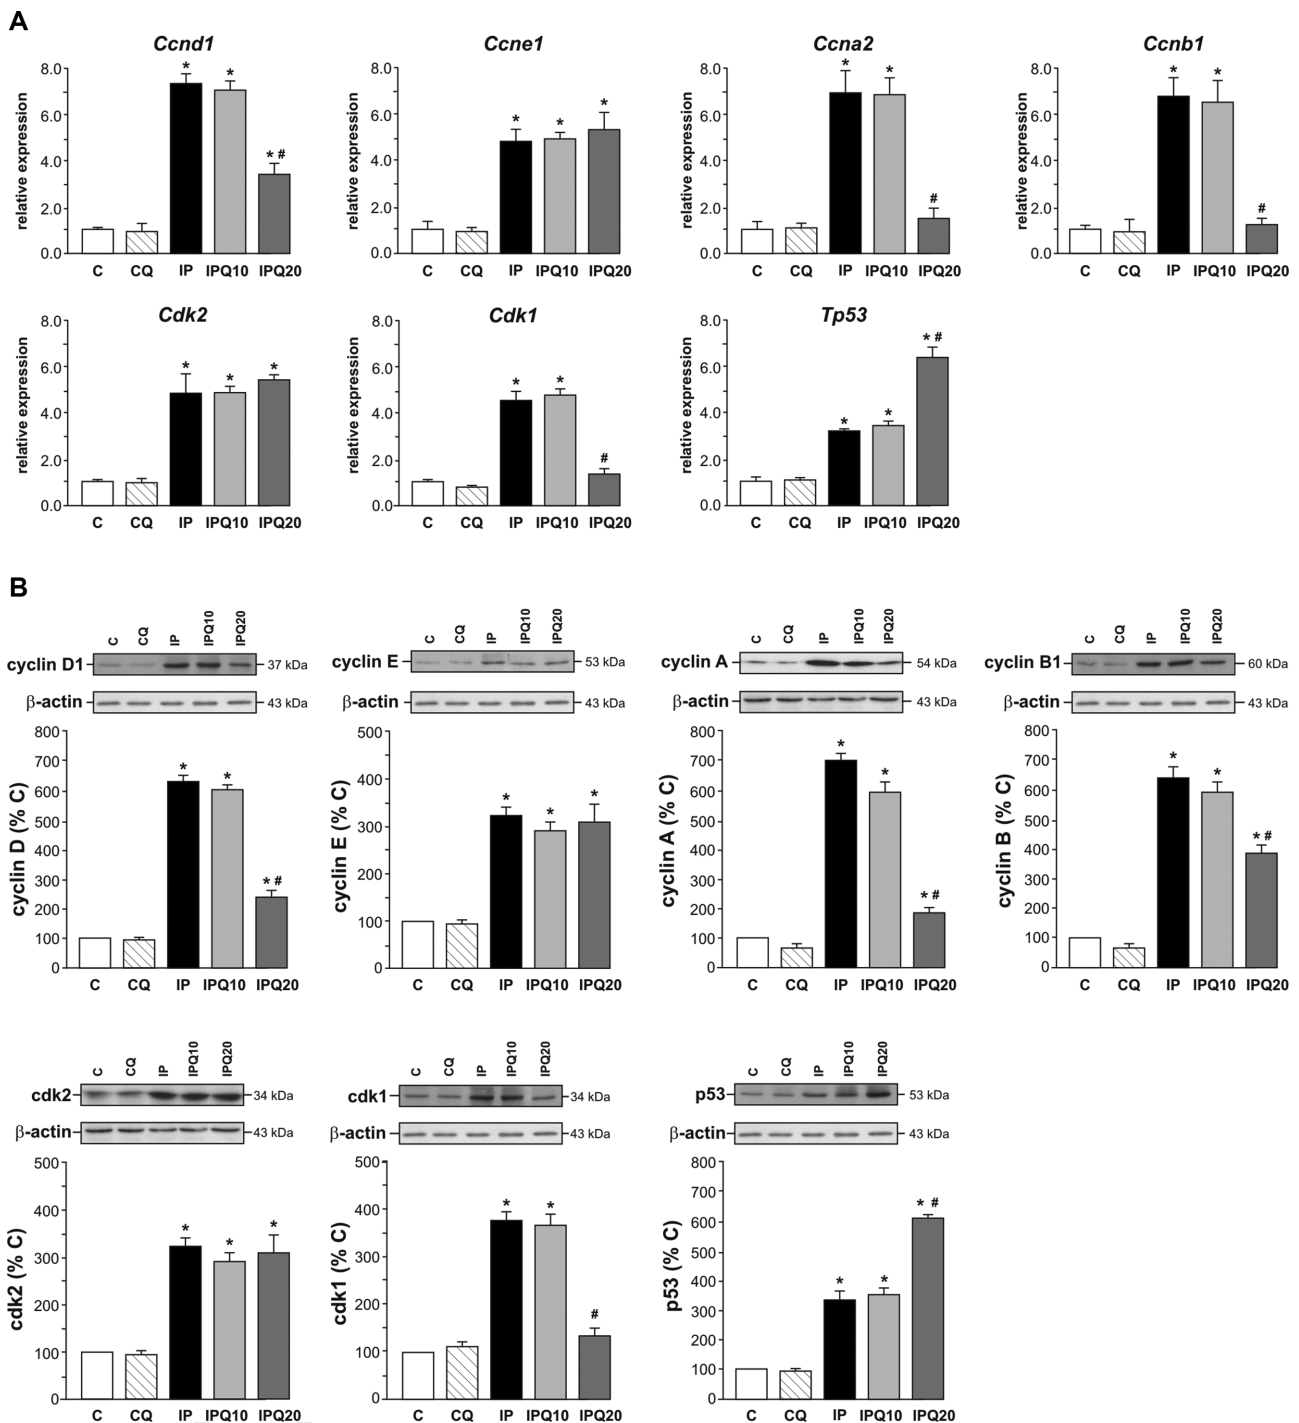 A
Ccnd1 Ccne1 Ccna2 Ccnb1
relative expression
8.0
6.0
4.0
2.0
0.0
* * * #
C CQ IP IPQ10 IPQ20
relative expression
8.0
6.0
4.0
2.0
0.0
* * *
C CQ IP IPQ10 IPQ20
relative expression
8.0
6.0
4.0
2.0
0.0
* * #
C CQ IP IPQ10 IPQ20
relative expression
8.0
6.0
4.0
2.0
0.0
* * #
C CQ IP IPQ10 IPQ20
Cdk2 Cdk1 Tp53
relative expression
8.0
6.0
4.0
2.0
0.0
* * *
C CQ IP IPQ10 IPQ20
relative expression
8.0
6.0
4.0
2.0
0.0
* * #
C CQ IP IPQ10 IPQ20
relative expression
8.0
6.0
4.0
2.0
0.0
* * * #
C CQ IP IPQ10 IPQ20
B
C CQ IP IPQ10 IPQ20
cyclin D1 37 kDa
β-actin 43 kDa
cyclin D (% C)
800
700
600
500
400
300
200
100
0
* * * #
C CQ IP IPQ10 IPQ20
C CQ IP IPQ10 IPQ20
cyclin E 53 kDa
β-actin 43 kDa
cyclin E (% C)
500
400
300
200
100
0
* * *
C CQ IP IPQ10 IPQ20
C CQ IP IPQ10 IPQ20
cyclin A 54 kDa
β-actin 43 kDa
cyclin A (% C)
800
700
600
500
400
300
200
100
0
* * * #
C CQ IP IPQ10 IPQ20
C CQ IP IPQ10 IPQ20
cyclin B1 60 kDa
β-actin 43 kDa
cyclin B (% C)
800
700
600
500
400
300
200
100
0
* * * #
C CQ IP IPQ10 IPQ20
C CQ IP IPQ10 IPQ20
cdk2 34 kDa
β-actin 43 kDa
cdk2 (% C)
500
400
300
200
100
0
* * *
C CQ IP IPQ10 IPQ20
C CQ IP IPQ10 IPQ20
cdk1 34 kDa
β-actin 43 kDa
cdk1 (% C)
500
400
300
200
100
0
* * #
C CQ IP IPQ10 IPQ20
C CQ IP IPQ10 IPQ20
p53 53 kDa
β-actin 43 kDa
p53 (% C)
800
700
600
500
400
300
200
100
0
* * * #
C CQ IP IPQ10 IPQ20